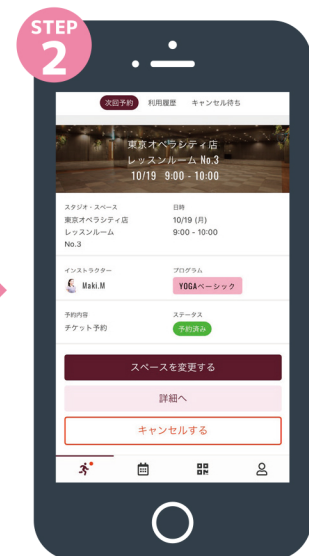 STEP
2
次回予約 利用履歴 キャンセル待ち
東京オペラシティ店
レッスンルーム No.3
10/19 9:00 - 10:00
スタジオ・スペース 日時
東京オペラシティ店 10/19 (月)
レッスンルーム 9:00 - 10:00
No.3
インストラクター プログラム
Maki.M YOGAベーシック
予約内容 ステータス
チケット予約 予約済み
スペースを変更する
詳細へ
キャンセルする